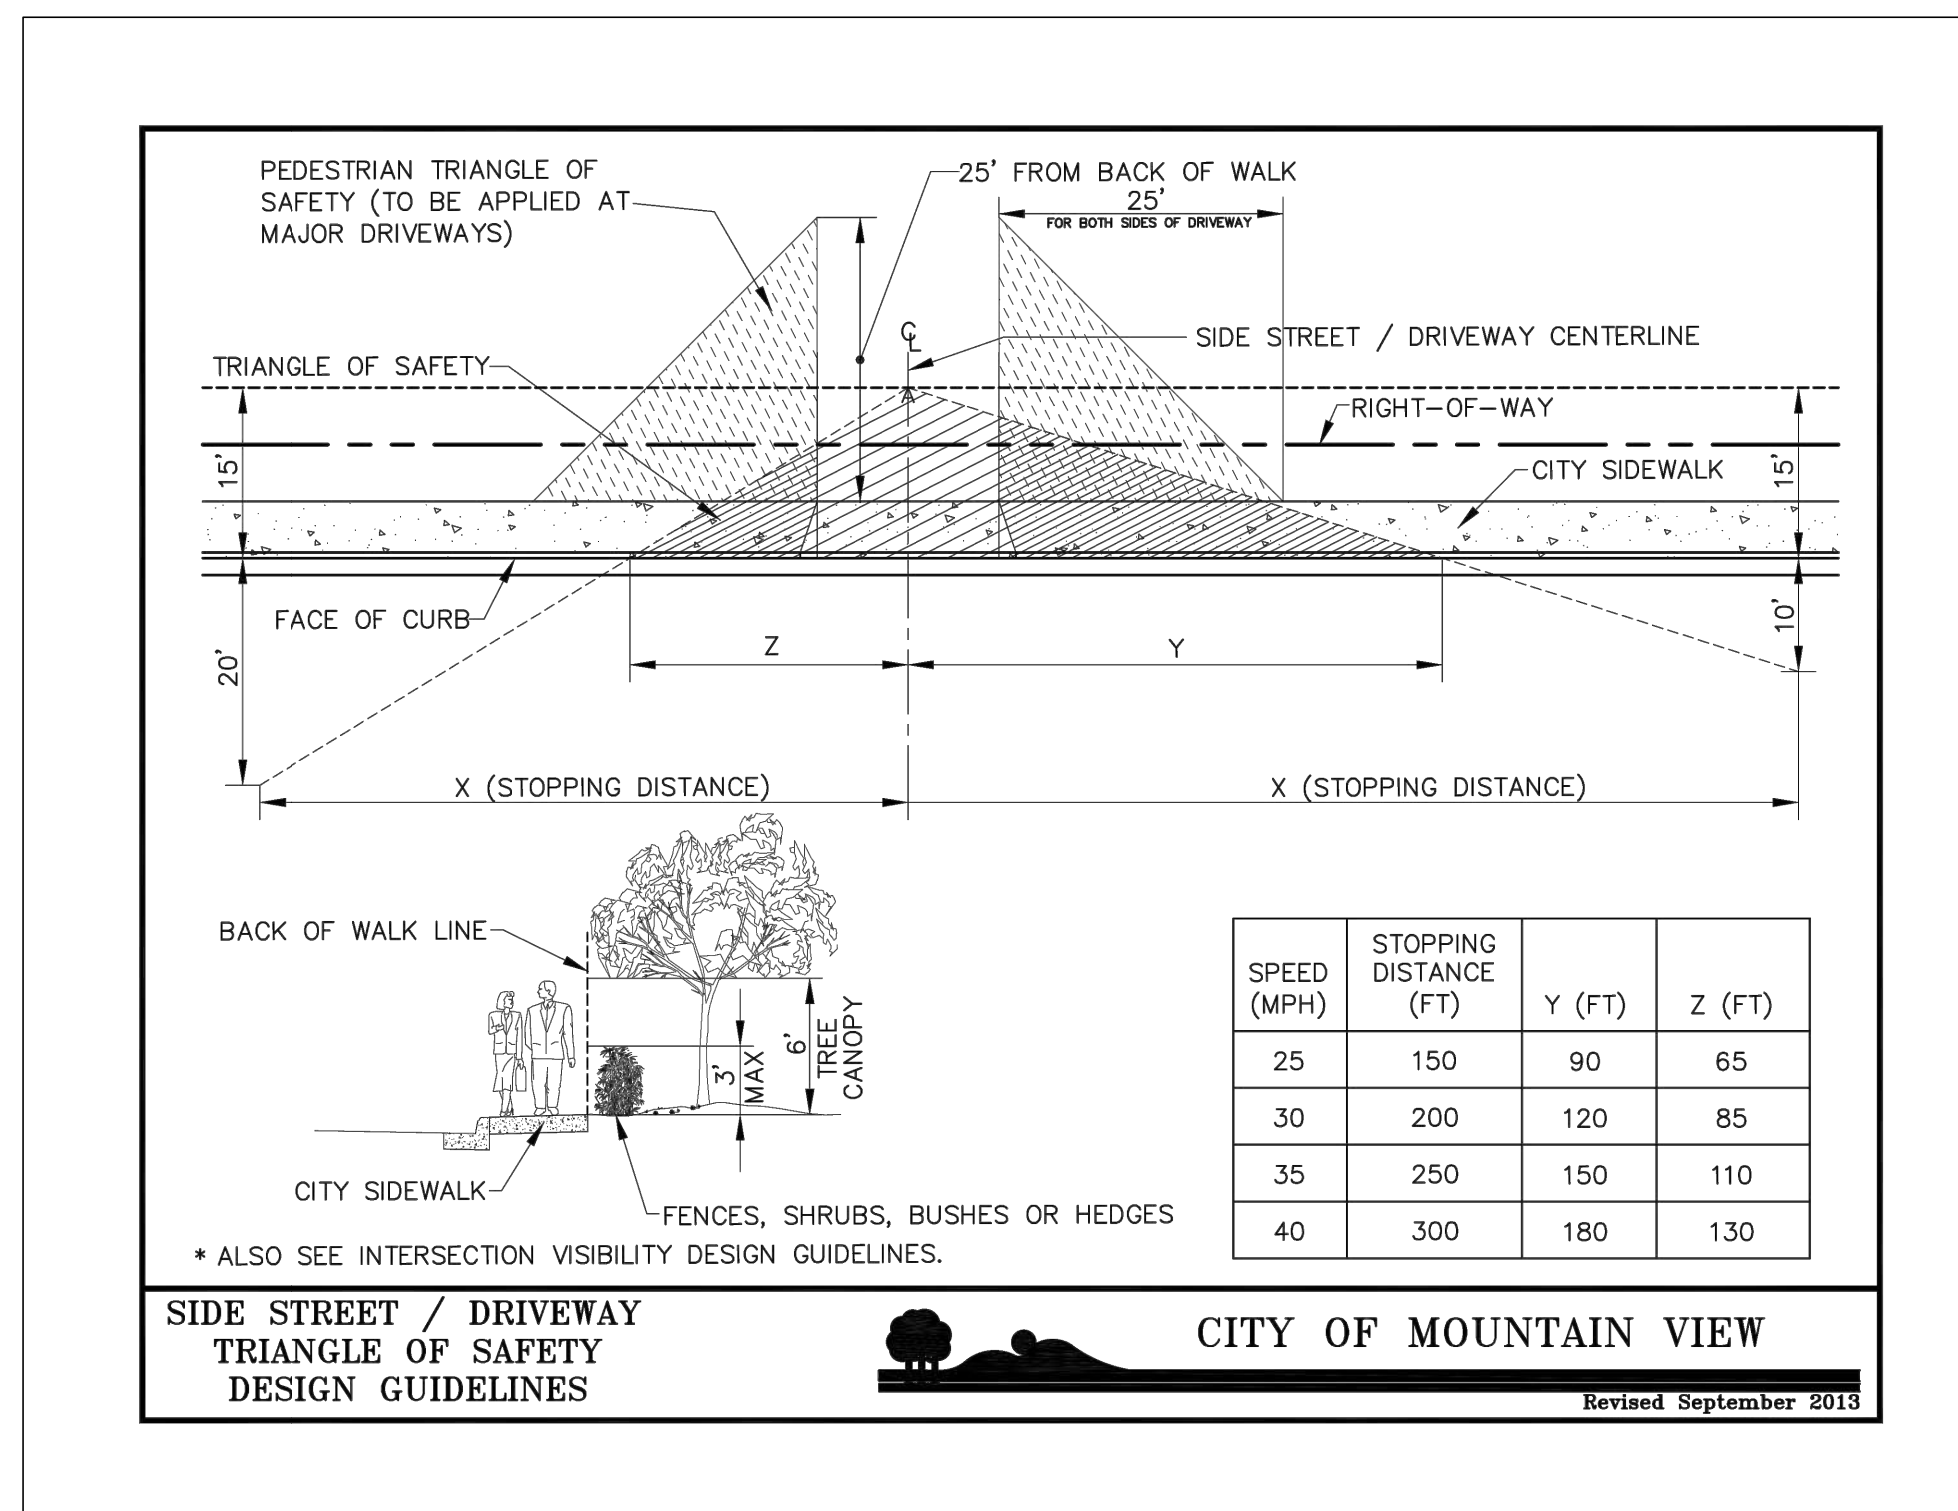 PEDESTRIAN TRIANGLE OF
SAFETY (TO BE APPLIED AT
MAJOR DRIVEWAYS)
25' FROM BACK OF WALK
25'
FOR BOTH SIDES OF DRIVEWAY
CL
SIDE STREET / DRIVEWAY CENTERLINE
TRIANGLE OF SAFETY
A
RIGHT-OF-WAY
15'
CITY SIDEWALK
15'
FACE OF CURB
20'
Z
Y
10'
X (STOPPING DISTANCE)
X (STOPPING DISTANCE)
BACK OF WALK LINE
3'
MAX
6'
TREE
CANOPY
CITY SIDEWALK
FENCES, SHRUBS, BUSHES OR HEDGES
* ALSO SEE INTERSECTION VISIBILITY DESIGN GUIDELINES.
SPEED
(MPH)
STOPPING
DISTANCE
(FT)
Y (FT)
Z (FT)
25 150 90 65
30 200 120 85
35 250 150 110
40 300 180 130
SIDE STREET / DRIVEWAY
TRIANGLE OF SAFETY
DESIGN GUIDELINES
CITY OF MOUNTAIN VIEW
Revised September 2013